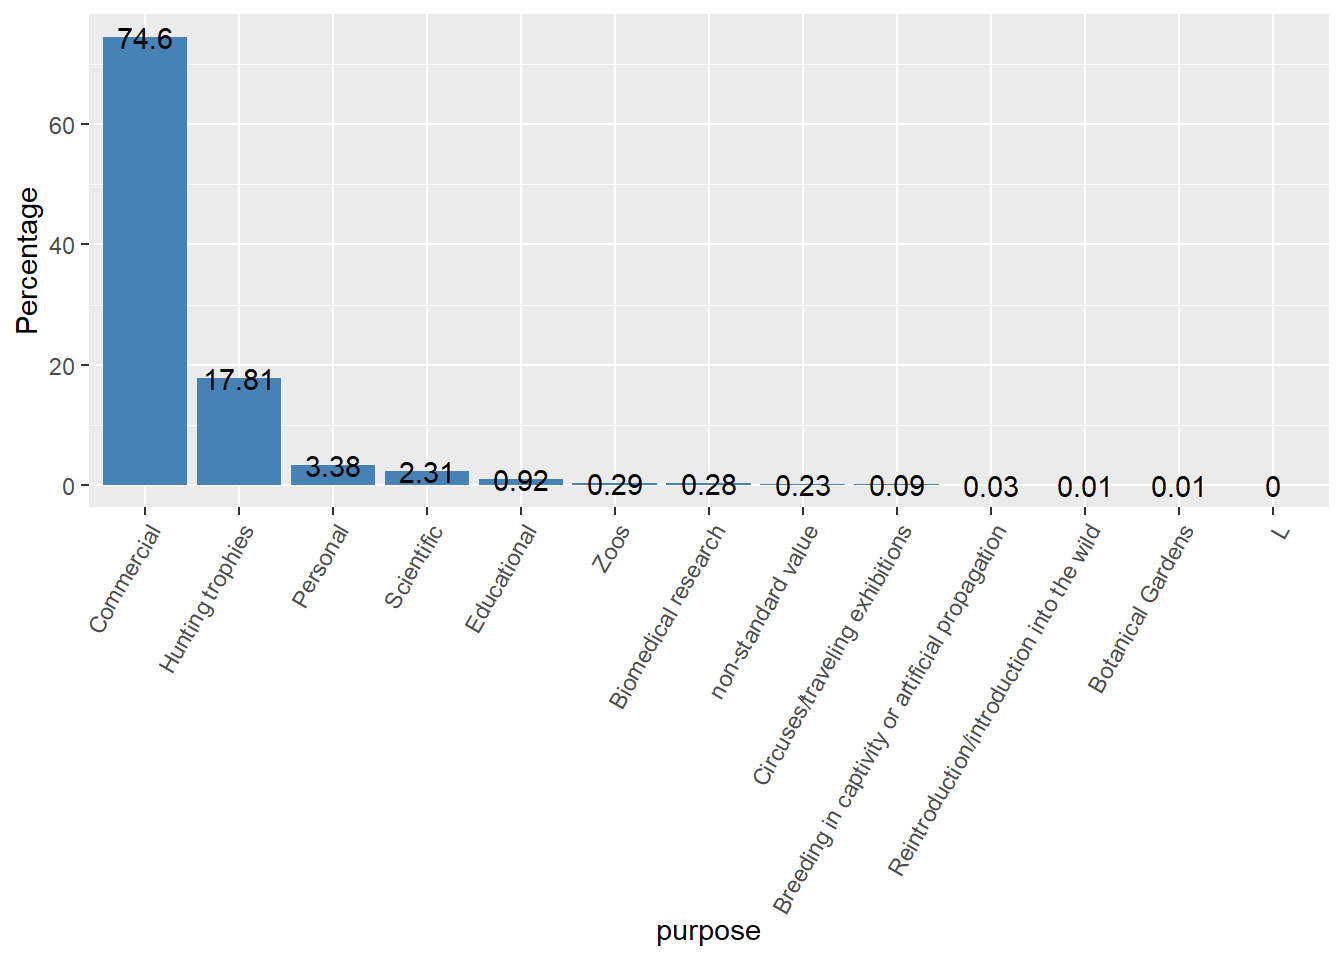 Percentage
60
40
20
0
74.6
17.81
3.38
2.31
0.92
0.29
0.28
0.23
0.09
0.03
0.01
0.01
0
Commercial
Hunting trophies
Personal
Scientific
Educational
Zoos
Biomedical research
non-standard value
Circuses/traveling exhibitions
Breeding in captivity or artificial propagation
Reintroduction/introduction into the wild
Botanical Gardens
L
purpose